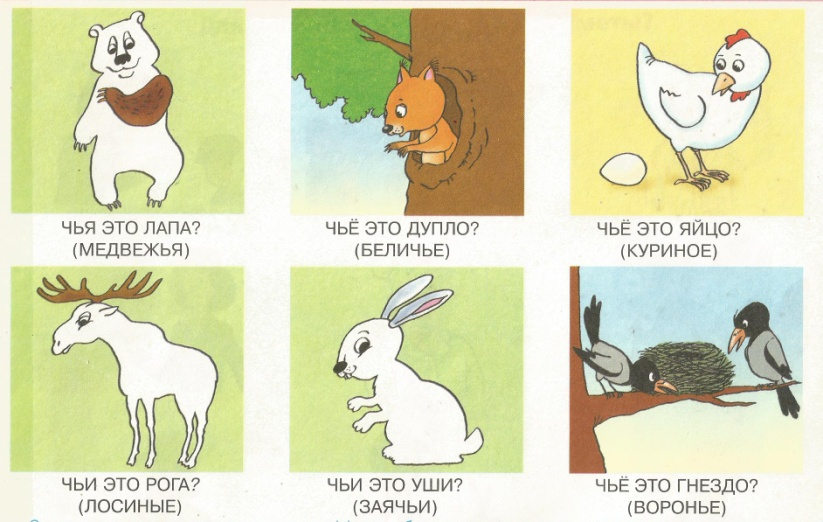 ЧЬЯ ЭТО ЛАПА?
(МЕДВЕЖЬЯ)
ЧЬЁ ЭТО ДУПЛО?
(БЕЛИЧЬЕ)
ЧЬЁ ЭТО ЯЙЦО?
(КУРИНОЕ)
ЧЬИ ЭТО РОГА?
(ЛОСИНЫЕ)
ЧЬИ ЭТО УШИ?
(ЗАЯЧЬИ)
ЧЬЁ ЭТО ГНЕЗДО?
(ВОРОНЬЕ)